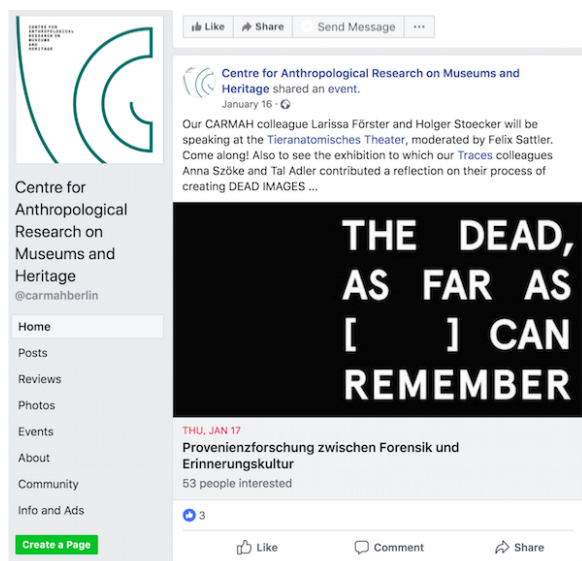 CENTRE FOR
ANTHROPOLOGICAL
RESEARCH ON
MUSEUMS
AND
HERITAGE
Centre for
Anthropological
Research on
Museums and
Heritage
@carmahberlin
Home
Posts
Reviews
Photos
Events
About
Community
Info and Ads
Create a Page
Like Share Send Message ...
Centre for Anthropological Research on Museums and
Heritage shared an event.
January 16 ·
Our CARMAH colleague Larissa Förster and Holger Stoecker will be
speaking at the Tieranatomisches Theater, moderated by Felix Sattler.
Come along! Also to see the exhibition to which our Traces colleagues
Anna Szöke and Tal Adler contributed a reflection on their process of
creating DEAD IMAGES ...
THE DEAD,
AS FAR AS
[ ] CAN
REMEMBER
THU, JAN 17
Provenienzforschung zwischen Forensik und
Erinnerungskultur
53 people interested
3
Like Comment Share